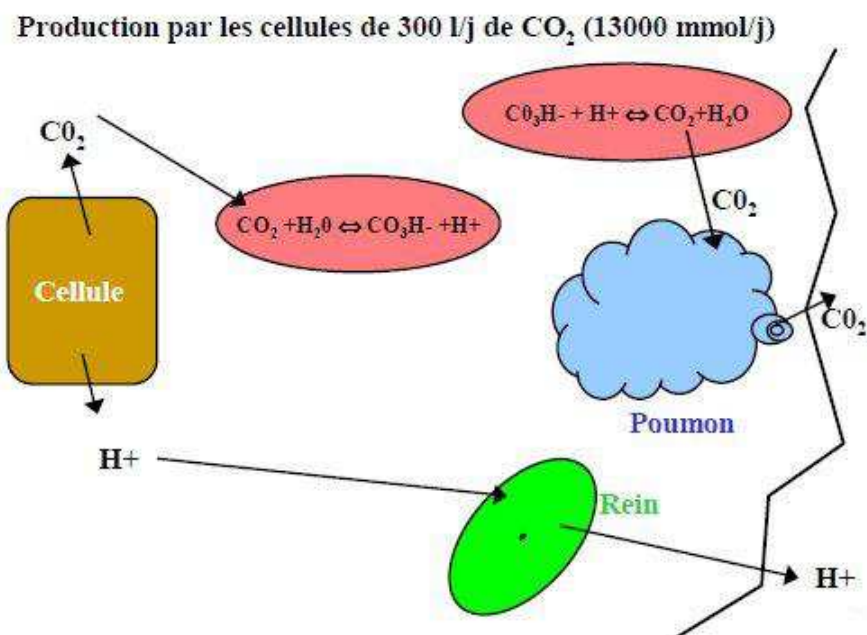 Production par les cellules de 300 l/j de CO₂ (13000 mmol/j)
C0₂
C0₃H- + H+ ⇔ CO₂+H₂O
CO₂ +H₂0 ⇔ CO₃H- +H+
C0₂
Cellule
C0₂
Poumon
H+
Rein
H+